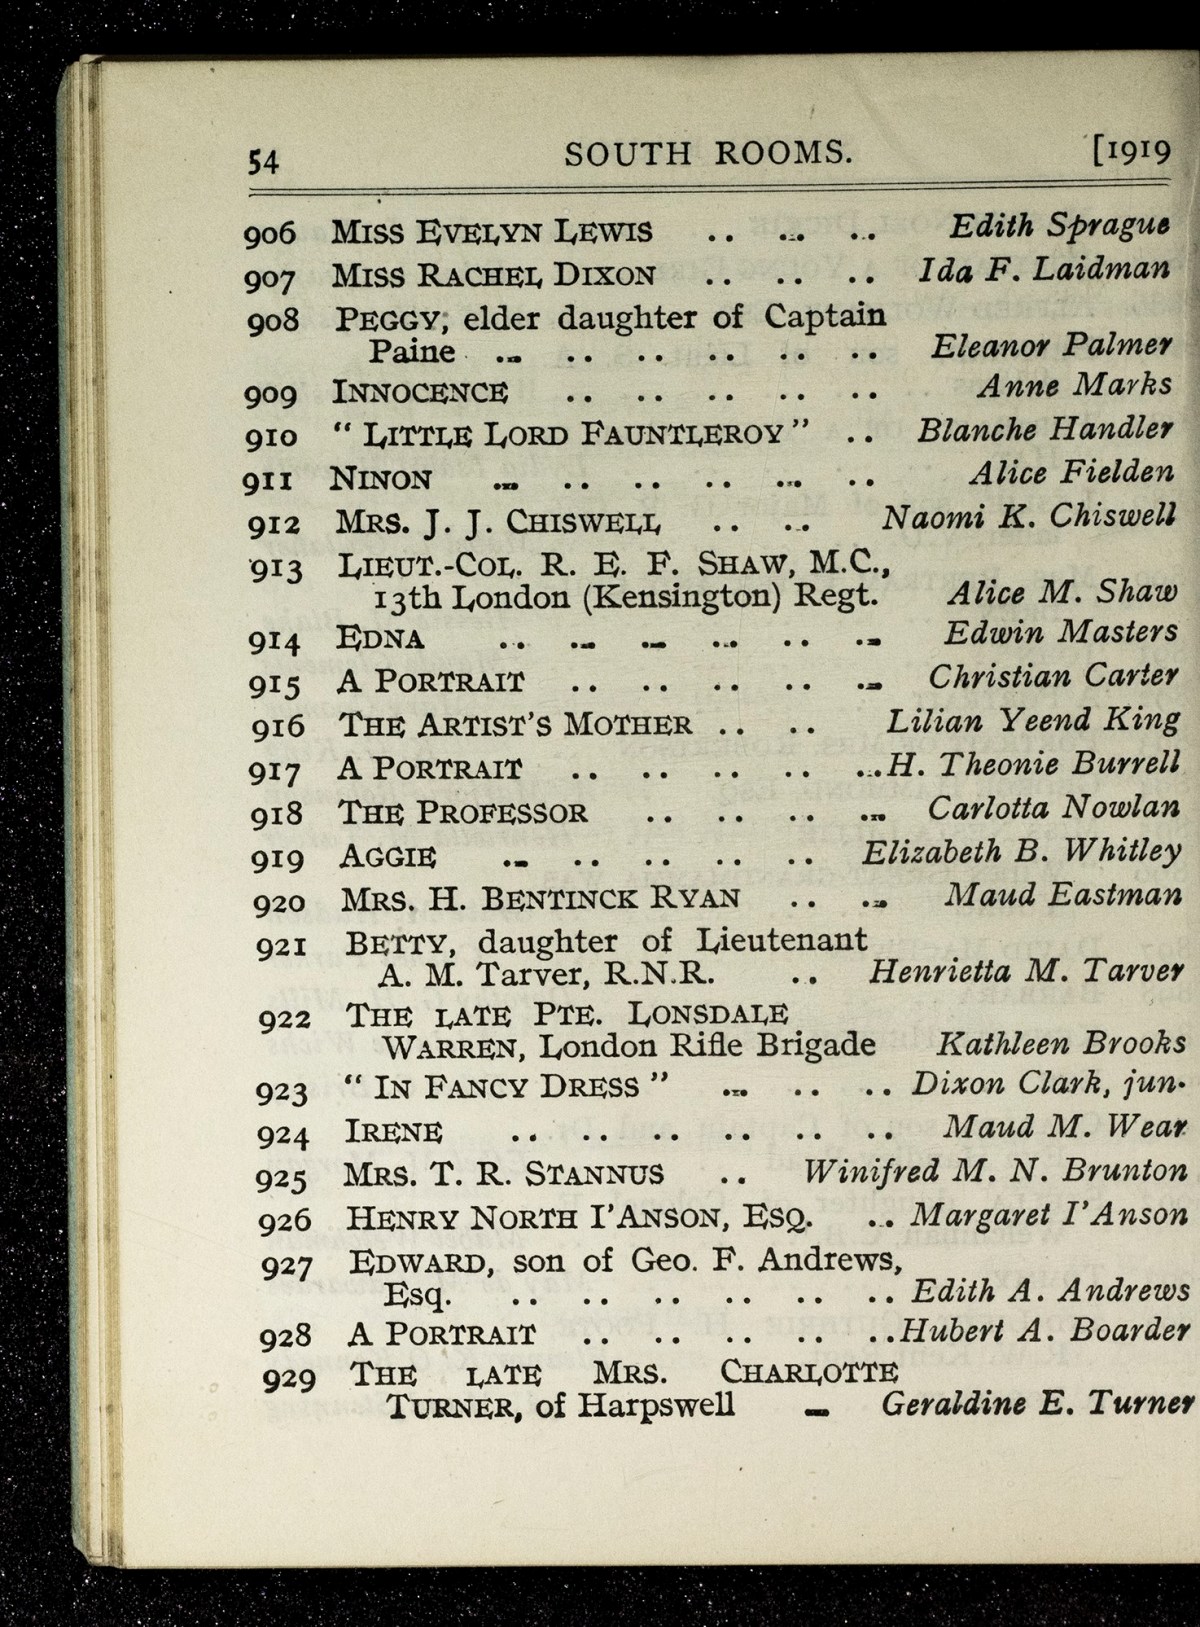 54 SOUTH ROOMS. [1919
906 MISS EVELYN LEWIS .. .. .. Edith Sprague
907 MISS RACHEL DIXON .. .. .. Ida F. Laidman
908 PEGGY, elder daughter of Captain
Paine .. .. .. .. .. .. Eleanor Palmer
909 INNOCENCE .. .. .. .. .. Anne Marks
910 “ LITTLE LORD FAUNTLEROY ” .. Blanche Handler
911 NINON .. .. .. .. .. .. Alice Fielden
912 MRS. J. J. CHISWELL .. .. Naomi K. Chiswell
913 LIEUT.-COL. R. E. F. SHAW, M.C.,
13th London (Kensington) Regt. Alice M. Shaw
914 EDNA .. .. .. .. .. .. Edwin Masters
915 A PORTRAIT .. .. .. .. .. Christian Carter
916 THE ARTIST’S MOTHER .. .. Lilian Yeend King
917 A PORTRAIT .. .. .. .. .. H. Theonie Burrell
918 THE PROFESSOR .. .. .. .. Carlotta Nowlan
919 AGGIE .. .. .. .. .. Elizabeth B. Whitley
920 MRS. H. BENTINCK RYAN .. .. Maud Eastman
921 BETTY, daughter of Lieutenant
A. M. Tarver, R.N.R. .. Henrietta M. Tarver
922 THE LATE PTE. LONSDALE
WARREN, London Rifle Brigade Kathleen Brooks
923 “ IN FANCY DRESS ” .. .. .. Dixon Clark, jun.
924 IRENE .. .. .. .. .. .. Maud M. Wear
925 MRS. T. R. STANNUS .. Winifred M. N. Brunton
926 HENRY NORTH I’ANSON, ESQ. .. Margaret I’Anson
927 EDWARD, son of Geo. F. Andrews,
Esq. .. .. .. .. .. .. Edith A. Andrews
928 A PORTRAIT .. .. .. .. .. Hubert A. Boarder
929 THE LATE MRS. CHARLOTTE
TURNER, of Harpswell .. Geraldine E. Turner